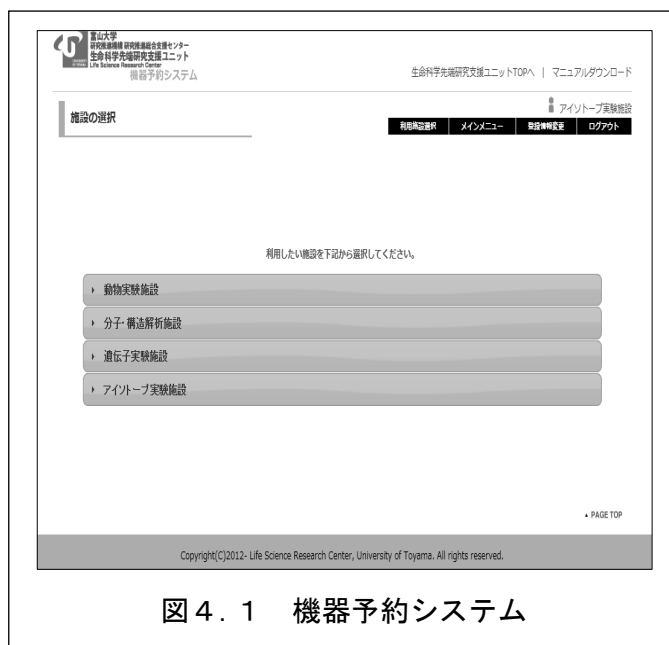 富山大学
研究推進機構 研究推進総合支援センター
生命科学先端研究支援ユニット
Life Science Research Center
機器予約システム
生命科学先端研究支援ユニットTOPへ | マニュアルダウンロード
施設の選択
アイソトープ実験施設
利用施設選択 メインメニュー 登録情報変更 ログアウト
利用したい施設を下記から選択してください。
動物実験施設
分子・構造解析施設
遺伝子実験施設
アイソトープ実験施設
PAGE TOP
Copyright(C)2012- Life Science Research Center, University of Toyama. All rights reserved.
図4.1 機器予約システム